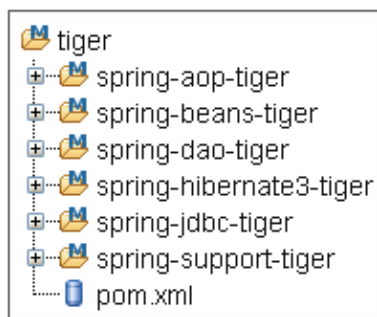 tiger
spring-aop-tiger
spring-beans-tiger
spring-dao-tiger
spring-hibernate3-tiger
spring-jdbc-tiger
spring-support-tiger
pom.xml